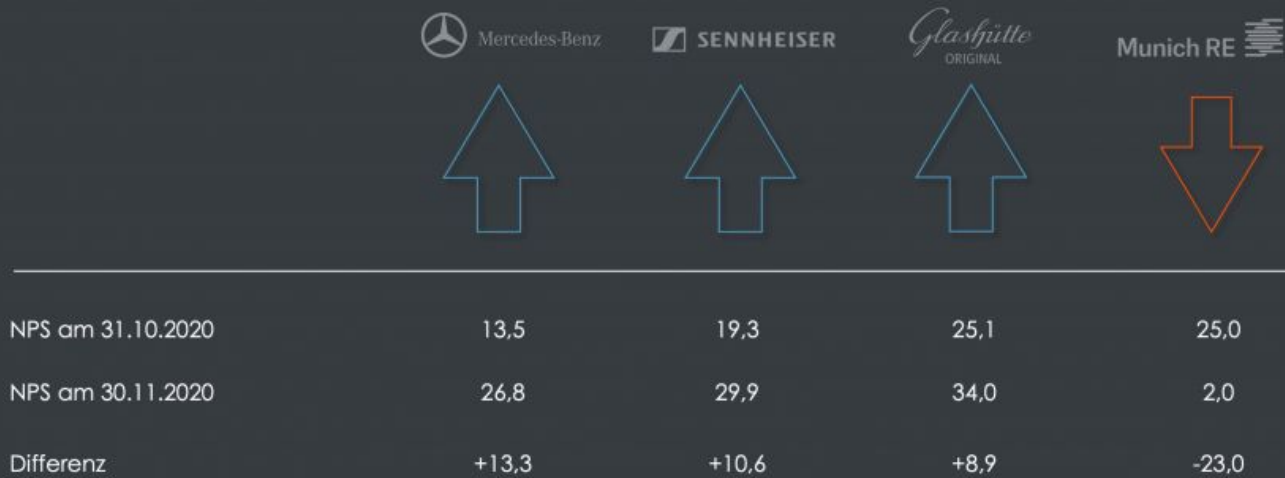 Mercedes-Benz SENNHEISER Glashütte ORIGINAL Munich RE
NPS am 31.10.2020 13,5 19,3 25,1 25,0
NPS am 30.11.2020 26,8 29,9 34,0 2,0
Differenz +13,3 +10,6 +8,9 -23,0